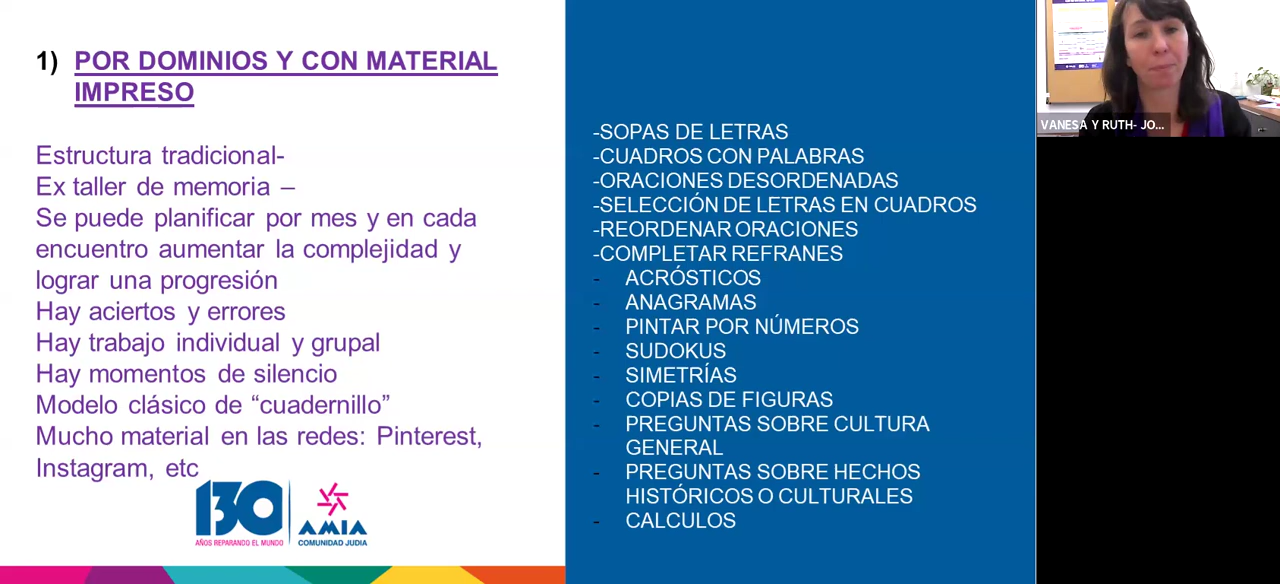 1) POR DOMINIOS Y CON MATERIAL
IMPRESO
Estructura tradicional-
Ex taller de memoria –
Se puede planificar por mes y en cada
encuentro aumentar la complejidad y
lograr una progresión
Hay aciertos y errores
Hay trabajo individual y grupal
Hay momentos de silencio
Modelo clásico de “cuadernillo”
Mucho material en las redes: Pinterest,
Instagram, etc
130
AÑOS REPARANDO EL MUNDO
AMIA
COMUNIDAD JUDIA
-SOPAS DE LETRAS
-CUADROS CON PALABRAS
-ORACIONES DESORDENADAS
-SELECCIÓN DE LETRAS EN CUADROS
-REORDENAR ORACIONES
-COMPLETAR REFRANES
- ACRÓSTICOS
- ANAGRAMAS
- PINTAR POR NÚMEROS
- SUDOKUS
- SIMETRÍAS
- COPIAS DE FIGURAS
- PREGUNTAS SOBRE CULTURA
GENERAL
- PREGUNTAS SOBRE HECHOS
HISTÓRICOS O CULTURALES
- CALCULOS
VANESA Y RUTH- JO...